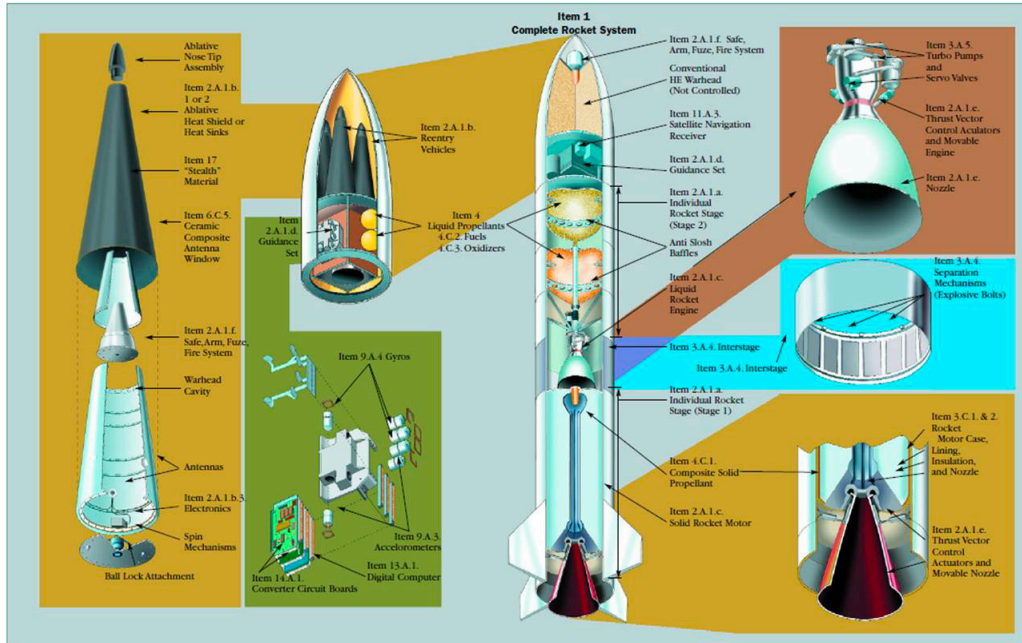 Item 1
Complete Rocket System
Ablative
Nose Tip
Assembly
Item 2.A.1.b.
1 or 2
Ablative
Heat Shield or
Heat Sinks
Item 17
"Stealth"
Material
Item 6.C.5.
Ceramic
Composite
Antenna
Window
Item 2.A.1.f.
Safe,Arm, Fuze,
Fire System
Warhead
Cavity
Antennas
Item 2.A.1.b.3.
Electronics
Spin
Mechanisms
Ball Lock Attachment
Item 2.A.1.b.
Reentry
Vehicles
Item
2.A.1.d.
Guidance
Set
Item 4
Liquid Propellants
4.C.2. Fuels
4.C.3. Oxidizers
Item 9.A.4 Gyros
Item 9.A.3.
Accelorometers
Item 13.A.1.
Digital Computer
Item 14.A.1.
Converter Circuit Boards
Item 2.A.1.f. Safe,
Arm, Fuze, Fire System
Conventional
HE Warhead
(Not Controlled)
Item 11.A.3.
Satellite Navigation
Receiver
Item 2.A.1.d.
Guidance Set
Item 2.A.1.a.
Individual
Rocket Stage
(Stage 2)
Anti Slosh
Baffles
Item 2.A.1.c.
Liquid
Rocket
Engine
Item 3.A.4. Interstage
Item 2.A.1.a.
Individual Rocket
Stage (Stage 1)
Item 4.C.1.
Composite Solid
Propellant
Item 2.A.1.c.
Solid Rocket Motor
Item 3.A.5.
Turbo Pumps
and
Servo Valves
Item 2.A.1.e.
Thrust Vector
Control Aculators
and Movable
Engine
Item 2.A.1.e.
Nozzle
Item 3.A.4.
Separation
Mechanisms
(Explosive Bolts)
Item 3.A.4. Interstage
Item 3.C.1. & 2.
Rocket
Motor Case,
Lining,
Insulation,
and Nozzle
Item 2.A.1.e.
Thrust Vector
Control
Actuators and
Movable Nozzle